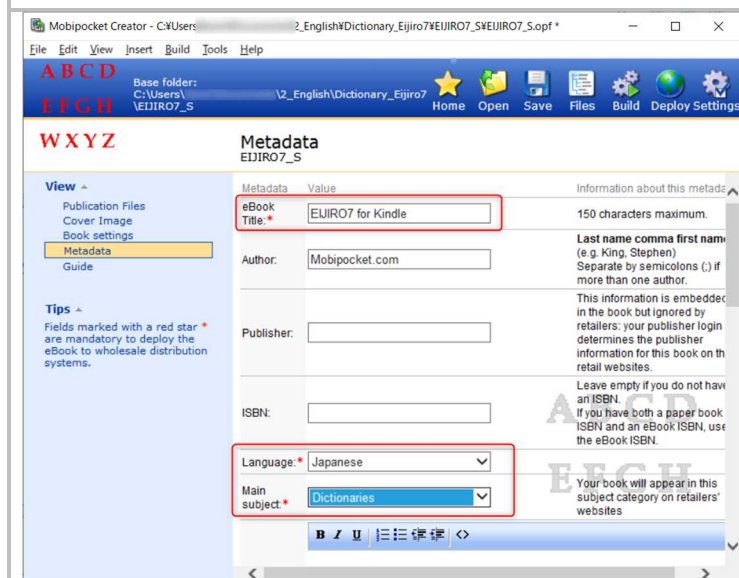 Mobipocket Creator - C:¥Users 2_English¥Dictionary_Eijiro7¥EIJIRO7_S¥EIJIRO7_S.opf *
File Edit View Insert Build Tools Help
A B C D
E F G H
Base folder:
C:\Users\ \2_English\Dictionary_Eijiro7
\EIJIRO7_S
Home Open Save Files Build Deploy Settings
W X Y Z
Metadata
EIJIRO7_S
View
Publication Files
Cover Image
Book settings
Metadata
Guide
Tips
Fields marked with a red star *
are mandatory to deploy the
eBook to wholesale distribution
systems.
Metadata Value Information about this metada
eBook
Title:* EIJIRO7 for Kindle 150 characters maximum.
Author: Mobipocket.com
Last name comma first nam
(e.g. King, Stephen)
Separate by semicolons (;) if
more than one author.
Publisher:
This information is embedded
in the book but ignored by
retailers: your publisher login
determines the publisher
information for this book on th
retail websites.
ISBN:
Leave empty if you do not have
an ISBN.
If you have both a paper book
ISBN and an eBook ISBN, use
the eBook ISBN.
A B C D
E F G H
Language:* Japanese
Main
subject:* Dictionaries
Your book will appear in this
subject category on retailers'
websites
B I U